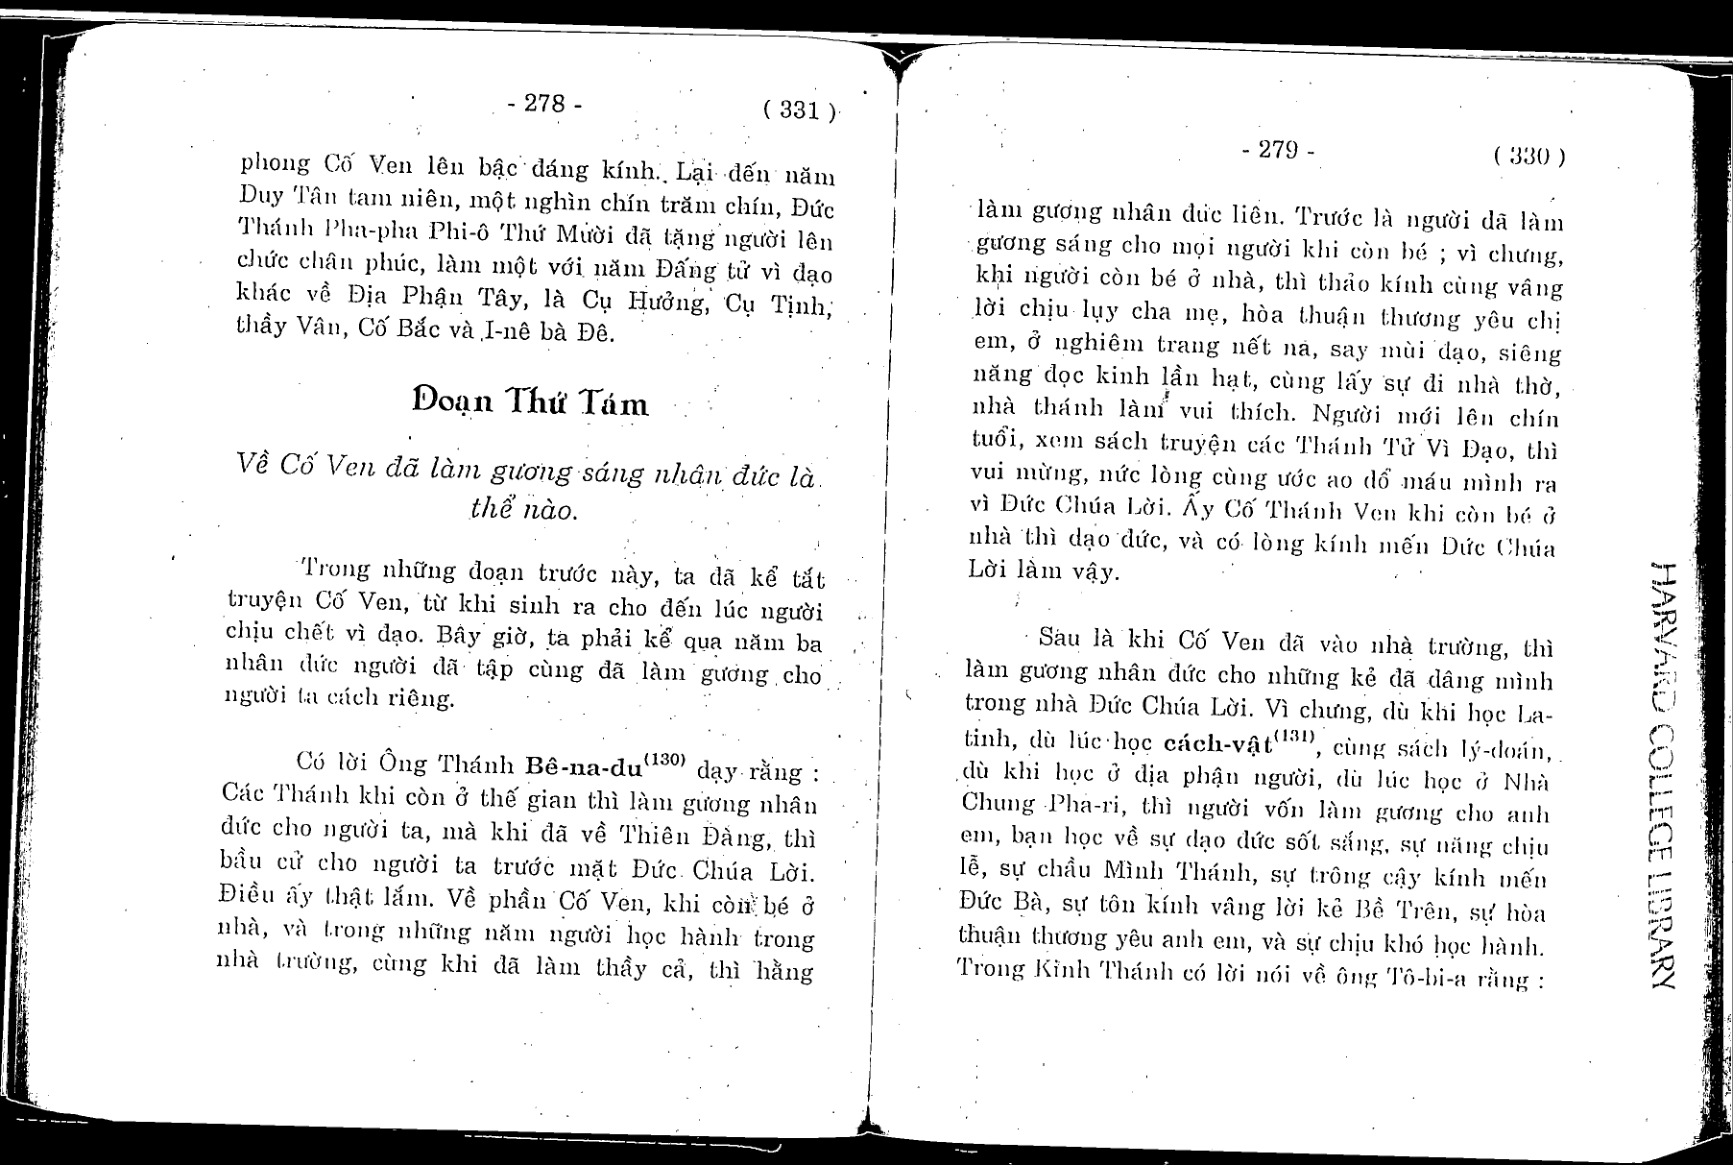 - 278 -
( 331 )
phong Cố Ven lên bậc đáng kính. Lại đến năm
Duy Tân tam niên, một nghìn chín trăm chín, Đức
Thánh Pha-pha Phi-ô Thứ Mười đã tặng người lên
chức chân phúc, làm một với năm Đấng tử vì đạo
khác về Địa Phận Tây, là Cụ Hưởng, Cụ Tịnh,
thầy Vân, Cố Bắc và I-nê bà Đê.
Đoạn Thứ Tám
Về Cố Ven đã làm gương sáng nhân đức là
thể nào.
Trong những đoạn trước này, ta đã kể tắt
truyện Cố Ven, từ khi sinh ra cho đến lúc người
chịu chết vì đạo. Bây giờ, ta phải kể qua năm ba
nhân đức người đã tập cùng đã làm gương cho
người ta cách riêng.
Có lời Ông Thánh Bê-na-đu(130) dạy rằng :
Các Thánh khi còn ở thế gian thì làm gương nhân
đức cho người ta, mà khi đã về Thiên Đàng, thì
bầu cử cho người ta trước mặt Đức Chúa Lời.
Điều ấy thật lắm. Về phần Cố Ven, khi còn bé ở
nhà, và trong những năm người học hành trong
nhà trường, cùng khi đã làm thầy cả, thì hằng
- 279 -
( 330 )
làm gương nhân đức liên. Trước là người đã làm
gương sáng cho mọi người khi còn bé ; vì chưng,
khi người còn bé ở nhà, thì thảo kính cùng vâng
lời chịu lụy cha mẹ, hòa thuận thương yêu chị
em, ở nghiêm trang nết na, say mùi đạo, siêng
năng đọc kinh lần hạt, cùng lấy sự đi nhà thờ,
nhà thánh làm vui thích. Người mới lên chín
tuổi, xem sách truyện các Thánh Tử Vì Đạo, thì
vui mừng, nức lòng cùng ước ao đổ máu mình ra
vì Đức Chúa Lời. Ấy Cố Thánh Ven khi còn bé ở
nhà thì đạo đức, và có lòng kính mến Đức Chúa
Lời làm vậy.
Sau là khi Cố Ven đã vào nhà trường, thì
làm gương nhân đức cho những kẻ đã dâng mình
trong nhà Đức Chúa Lời. Vì chưng, dù khi học La-
tinh, dù lúc học cách-vật(131), cùng sách lý-đoán,
dù khi học ở địa phận người, dù lúc học ở Nhà
Chung Pha-ri, thì người vốn làm gương cho anh
em, bạn học về sự đạo đức sốt sắng, sự năng chịu
lễ, sự chầu Mình Thánh, sự trông cậy kính mến
Đức Bà, sự tôn kính vâng lời kẻ Bề Trên, sự hòa
thuận thương yêu anh em, và sự chịu khó học hành.
Trong Kinh Thánh có lời nói về ông Tô-bi-a rằng :
HARVARD COLLEGE LIBRARY